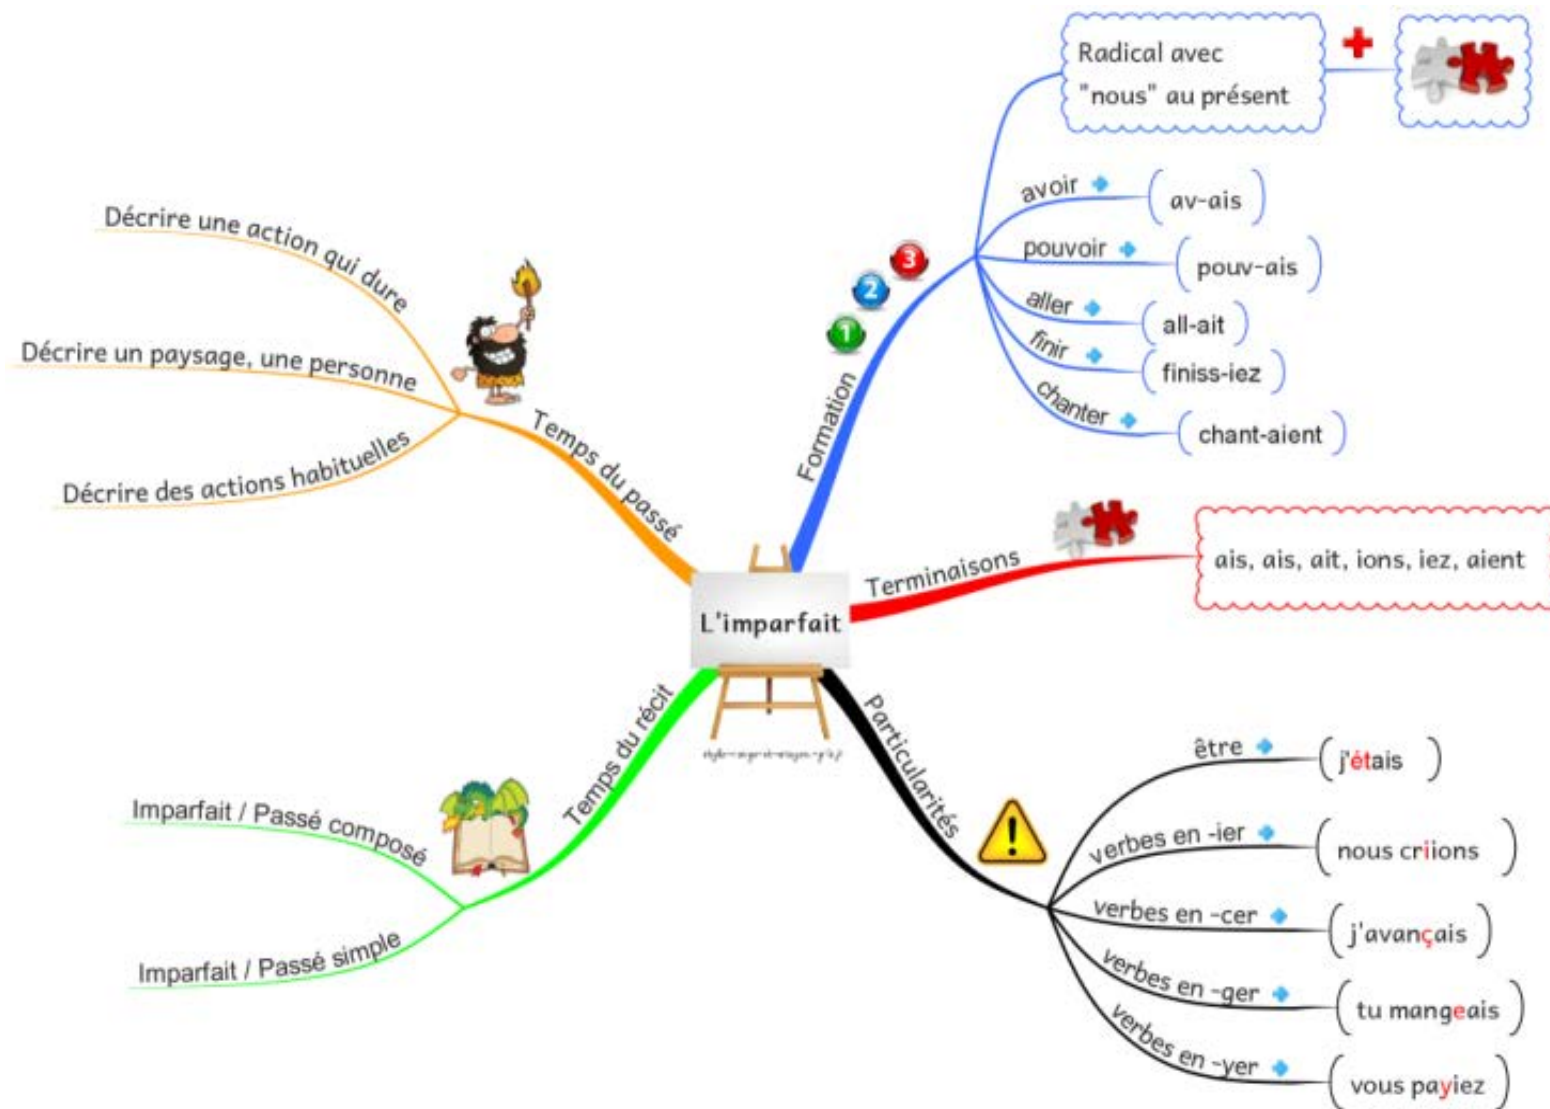 L'imparfait
Formation
1
2
3
Radical avec
"nous" au présent
avoir
av-ais
pouvoir
pouv-ais
aller
all-ait
finir
finiss-iez
chanter
chant-aient
Terminaisons
ais, ais, ait, ions, iez, aient
Particularités
être
j'étais
verbes en -ier
nous criions
verbes en -cer
j'avançais
verbes en -ger
tu mangeais
verbes en -yer
vous payiez
Temps du récit
Imparfait / Passé composé
Imparfait / Passé simple
Temps du passé
Décrire une action qui dure
Décrire un paysage, une personne
Décrire des actions habituelles